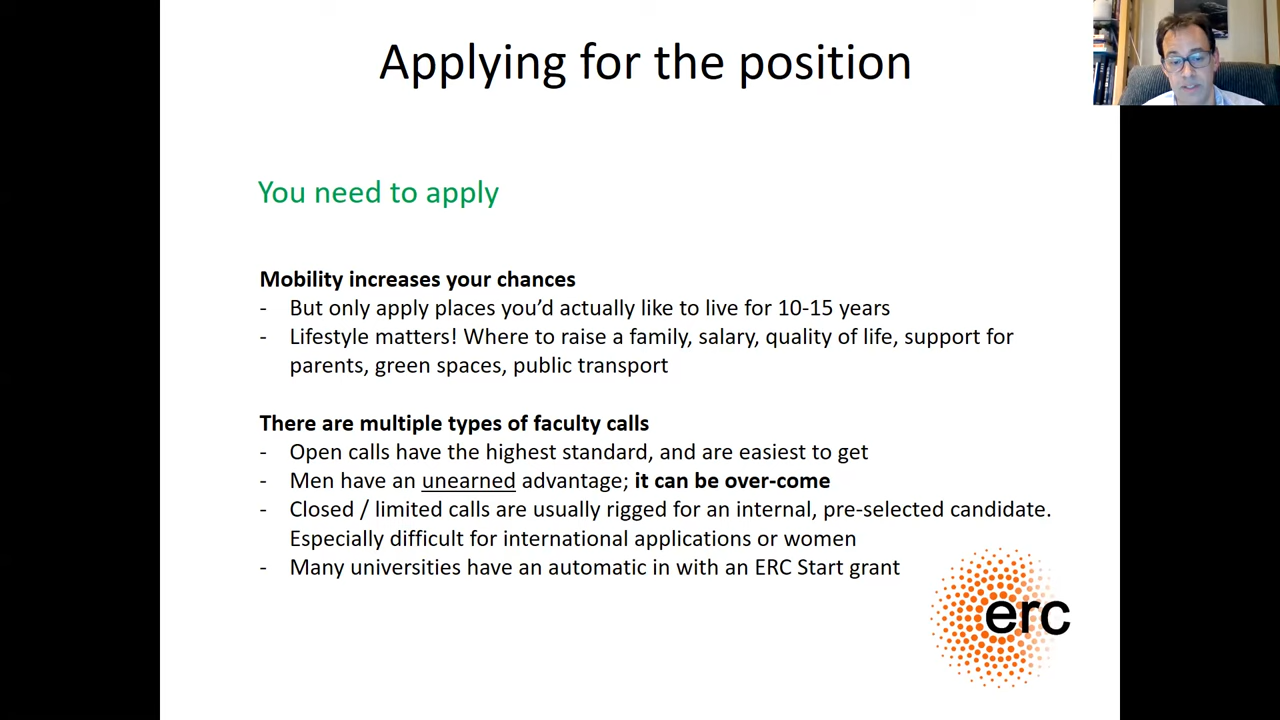 Applying for the position
You need to apply
Mobility increases your chances
- But only apply places you'd actually like to live for 10-15 years
- Lifestyle matters! Where to raise a family, salary, quality of life, support for
parents, green spaces, public transport
There are multiple types of faculty calls
- Open calls have the highest standard, and are easiest to get
- Men have an unearned advantage; it can be over-come
- Closed / limited calls are usually rigged for an internal, pre-selected candidate.
Especially difficult for international applications or women
- Many universities have an automatic in with an ERC Start grant
erc